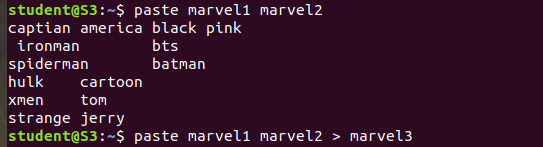 student@S3:~$ paste marvel1 marvel2
captian america black pink
 ironman         bts
spiderman        batman
hulk    cartoon
xmen    tom
strange jerry
student@S3:~$ paste marvel1 marvel2 > marvel3